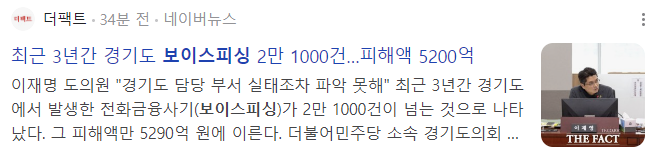 더팩트
더팩트 · 34분 전 · 네이버뉴스
최근 3년간 경기도 보이스피싱 2만 1000건...피해액 5200억
이재명 도의원 "경기도 담당 부서 실태조차 파악 못해" 최근 3년간 경기도
에서 발생한 전화금융사기(보이스피싱)가 2만 1000건이 넘는 것으로 나타
났다. 그 피해액만 5290억 원에 이른다. 더불어민주당 소속 경기도의회 ...
이재영
THE FACT